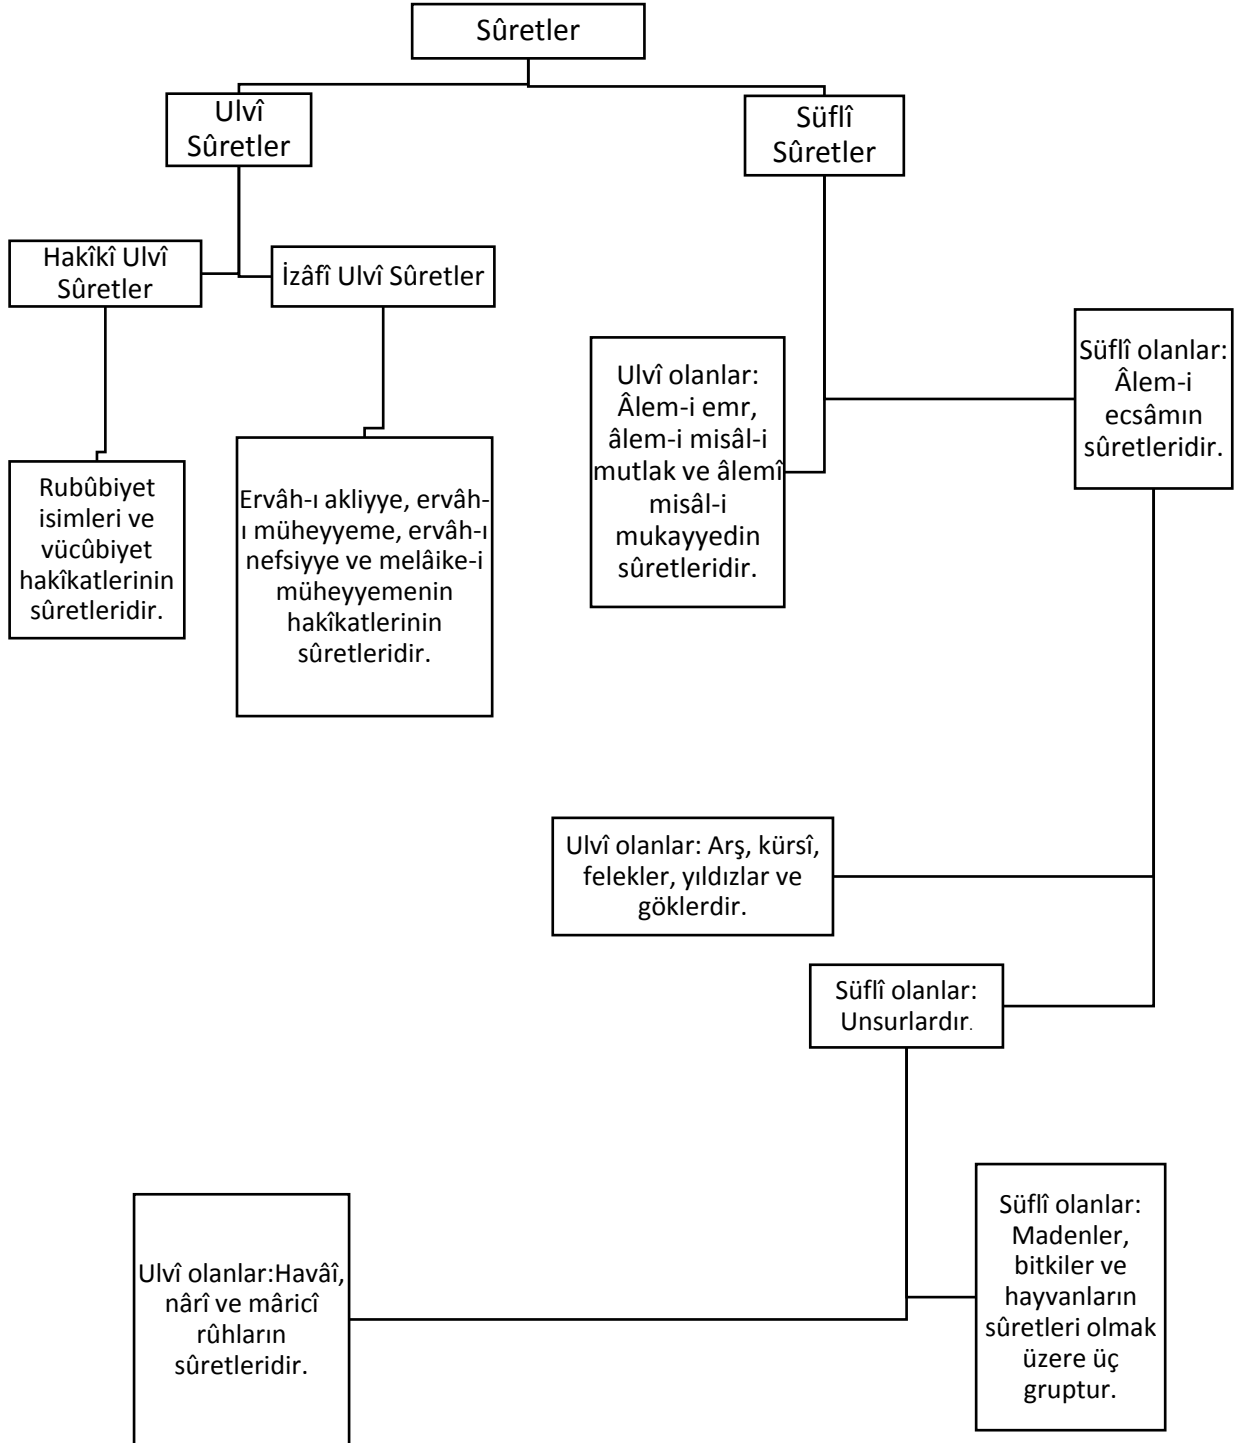 Sûretler
Ulvî
Sûretler
Süflî
Sûretler
Hakîkî Ulvî
Sûretler
İzâfî Ulvî Sûretler
Rubûbiyet
isimleri ve
vücûbiyet
hakîkatlerinin
sûretleridir.
Ervâh-ı akliyye, ervâh-
ı müheyyeme, ervâh-ı
nefsiyye ve melâike-i
müheyyemenin
hakîkatlerinin
sûretleridir.
Ulvî olanlar:
Âlem-i emr,
âlem-i misâl-i
mutlak ve âlemî
misâl-i
mukayyedin
sûretleridir.
Süflî olanlar:
Âlem-i
ecsâmın
sûretleridir.
Ulvî olanlar: Arş, kürsî,
felekler, yıldızlar ve
göklerdir.
Süflî olanlar:
Unsurlardır.
Ulvî olanlar:Havâî,
nârî ve mâricî
rûhların
sûretleridir.
Süflî olanlar:
Madenler,
bitkiler ve
hayvanların
sûretleri olmak
üzere üç
gruptur.